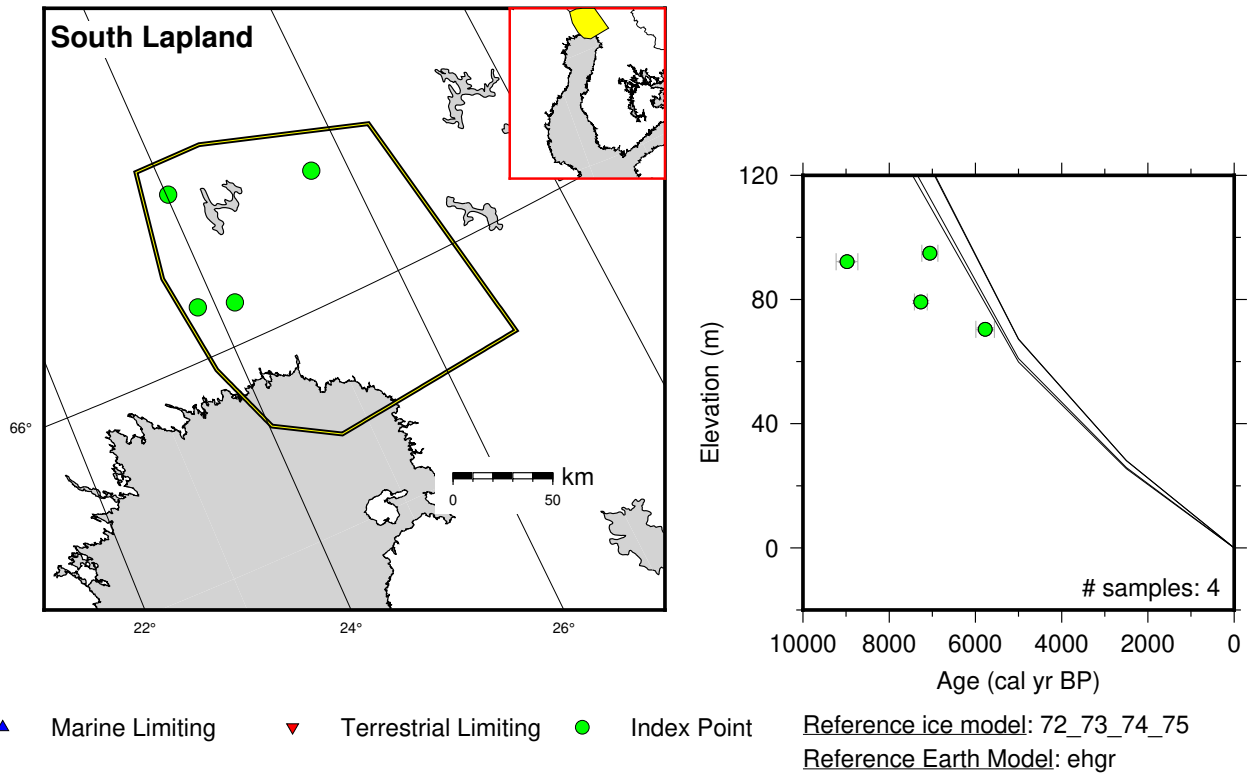 South Lapland
66°
km
0 50
22° 24° 26°
120
80
40
0
Elevation (m)
# samples: 4
10000 8000 6000 4000 2000 0
Age (cal yr BP)
Marine Limiting Terrestrial Limiting Index Point
Reference ice model: 72_73_74_75
Reference Earth Model: ehgr